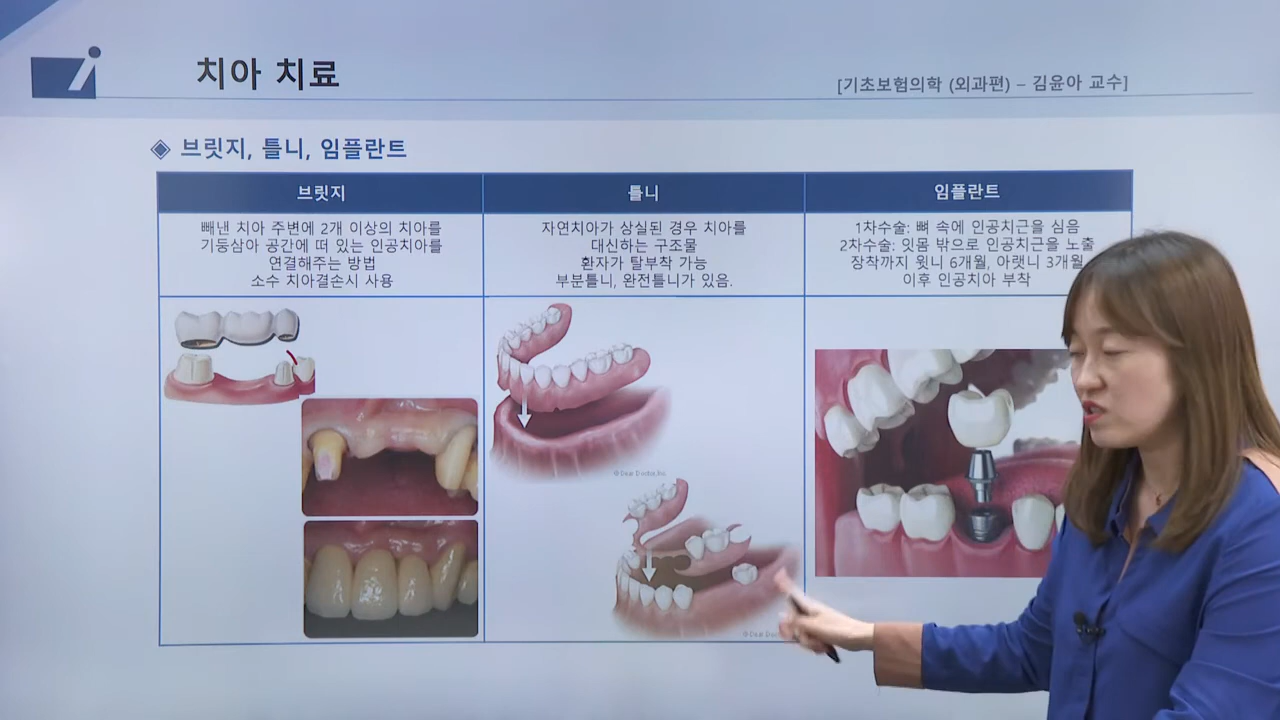 치아 치료
[기초보험의학 (외과편) – 김윤아 교수]
◈ 브릿지, 틀니, 임플란트
브릿지
틀니
임플란트
빼낸 치아 주변에 2개 이상의 치아를
기둥삼아 공간에 떠 있는 인공치아를
연결해주는 방법
소수 치아결손시 사용
자연치아가 상실된 경우 치아를
대신하는 구조물
환자가 탈부착 가능
부분틀니, 완전틀니가 있음.
1차수술: 뼈 속에 인공치근을 심음
2차수술: 잇몸 밖으로 인공치근을 노출
장착까지 윗니 6개월, 아랫니 3개월
이후 인공치아 부착
© Dear Doctor, Inc.
© Dear